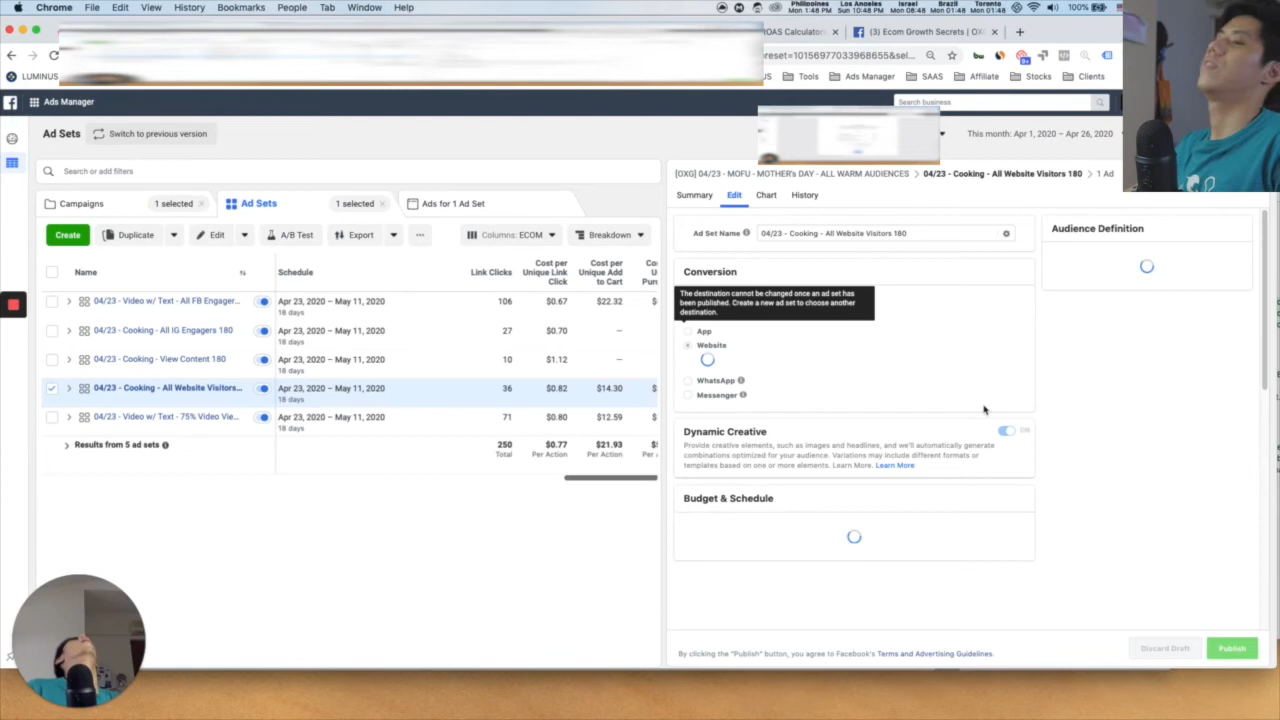 Chrome File Edit View History Bookmarks People Tab Window Help
Philippines Mon 1:48 PM
Los Angeles Sun 10:48 PM
Israel Mon 08:48
Brazil Mon 01:48
Toronto Mon 01:48
100%
ROAS Calculator
(3) Ecom Growth Secrets | OX
preset=10156977033968655&sel...
LUMINUS
US Tools Ads Manager SAAS Affiliate Stocks Clients
Ads Manager
Search business
Ad Sets Switch to previous version
This month: Apr 1, 2020 – Apr 26, 2020
Search or add filters
[OXG] 04/23 - MOFU - MOTHER's DAY - ALL WARM AUDIENCES > 04/23 - Cooking - All Website Visitors 180 > 1 Ad
Summary Edit Chart History
Campaigns 1 selected Ad Sets 1 selected Ads for 1 Ad Set
Create Duplicate Edit A/B Test Export Columns: ECOM Breakdown
Ad Set Name 04/23 - Cooking - All Website Visitors 180
Audience Definition
Name Schedule Link Clicks Cost per Unique Link Click Cost per Unique Add to Cart
04/23 - Video w/ Text - All FB Engager... Apr 23, 2020 – May 11, 2020 106 $0.67 $22.32
18 days
04/23 - Cooking - All IG Engagers 180 Apr 23, 2020 – May 11, 2020 27 $0.70 —
18 days
04/23 - Cooking - View Content 180 Apr 23, 2020 – May 11, 2020 10 $1.12 —
18 days
04/23 - Cooking - All Website Visitors... Apr 23, 2020 – May 11, 2020 36 $0.82 $14.30
18 days
04/23 - Video w/ Text - 75% Video Vie... Apr 23, 2020 – May 11, 2020 71 $0.80 $12.59
18 days
Results from 5 ad sets 250 $0.77 $21.93
Total Per Action Per Action Per A
Conversion
The destination cannot be changed once an ad set has
been published. Create a new ad set to choose another
destination.
App
Website
WhatsApp
Messenger
Dynamic Creative
Provide creative elements, such as images and headlines, and we'll automatically generate
combinations optimized for your audience. Variations may include different formats or
templates based on one or more elements. Learn More. Learn More
Budget & Schedule
By clicking the "Publish" button, you agree to Facebook's Terms and Advertising Guidelines.
Discard Draft Publish